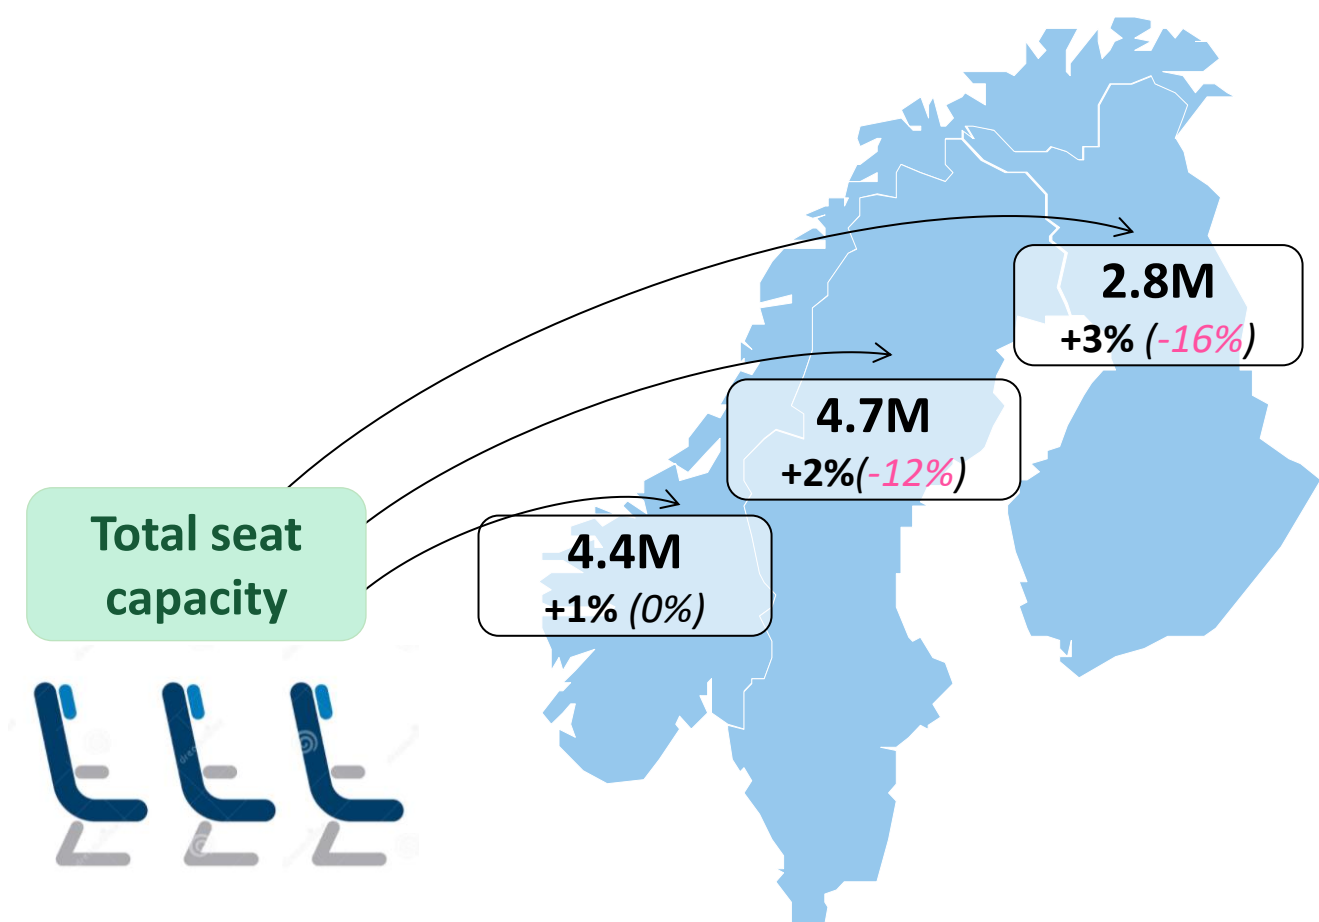 2.8M
+3% (-16%)
4.7M
+2%(-12%)
Total seat
capacity
4.4M
+1% (0%)